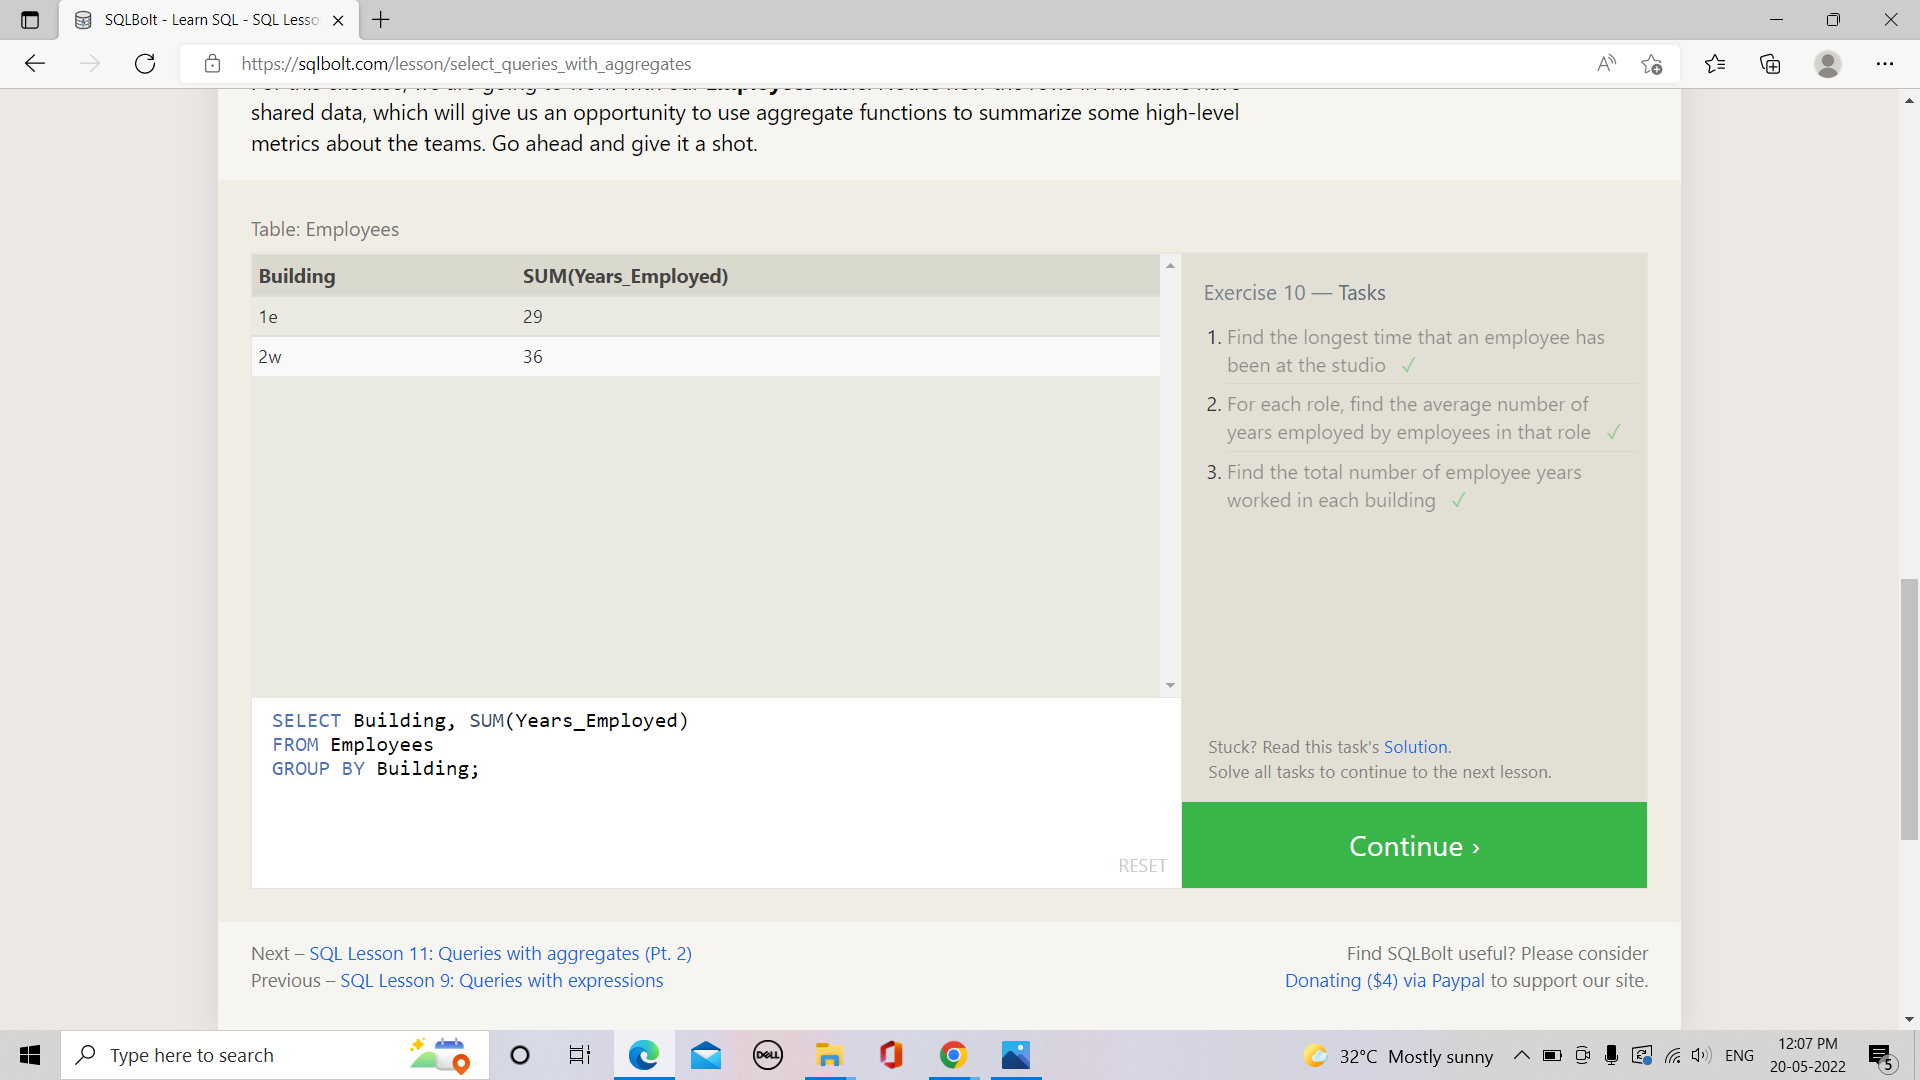 SQLBolt - Learn SQL - SQL Lesso
https://sqlbolt.com/lesson/select_queries_with_aggregates
shared data, which will give us an opportunity to use aggregate functions to summarize some high-level
metrics about the teams. Go ahead and give it a shot.
Table: Employees
Building SUM(Years_Employed)
1e 29
2w 36
SELECT Building, SUM(Years_Employed)
FROM Employees
GROUP BY Building;
RESET
Exercise 10 — Tasks
1. Find the longest time that an employee has
been at the studio ✓
2. For each role, find the average number of
years employed by employees in that role ✓
3. Find the total number of employee years
worked in each building ✓
Stuck? Read this task's Solution.
Solve all tasks to continue to the next lesson.
Continue ›
Next – SQL Lesson 11: Queries with aggregates (Pt. 2)
Previous – SQL Lesson 9: Queries with expressions
Find SQLBolt useful? Please consider
Donating ($4) via Paypal to support our site.
Type here to search
DELL
32°C Mostly sunny
ENG
12:07 PM
20-05-2022
5